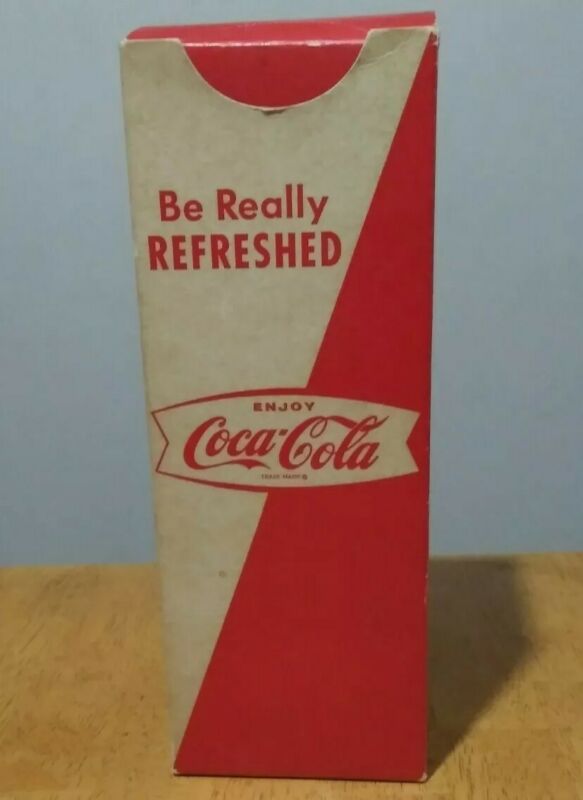 Be Really
REFRESHED
ENJOY
Coca-Cola
TRADE MARK ®